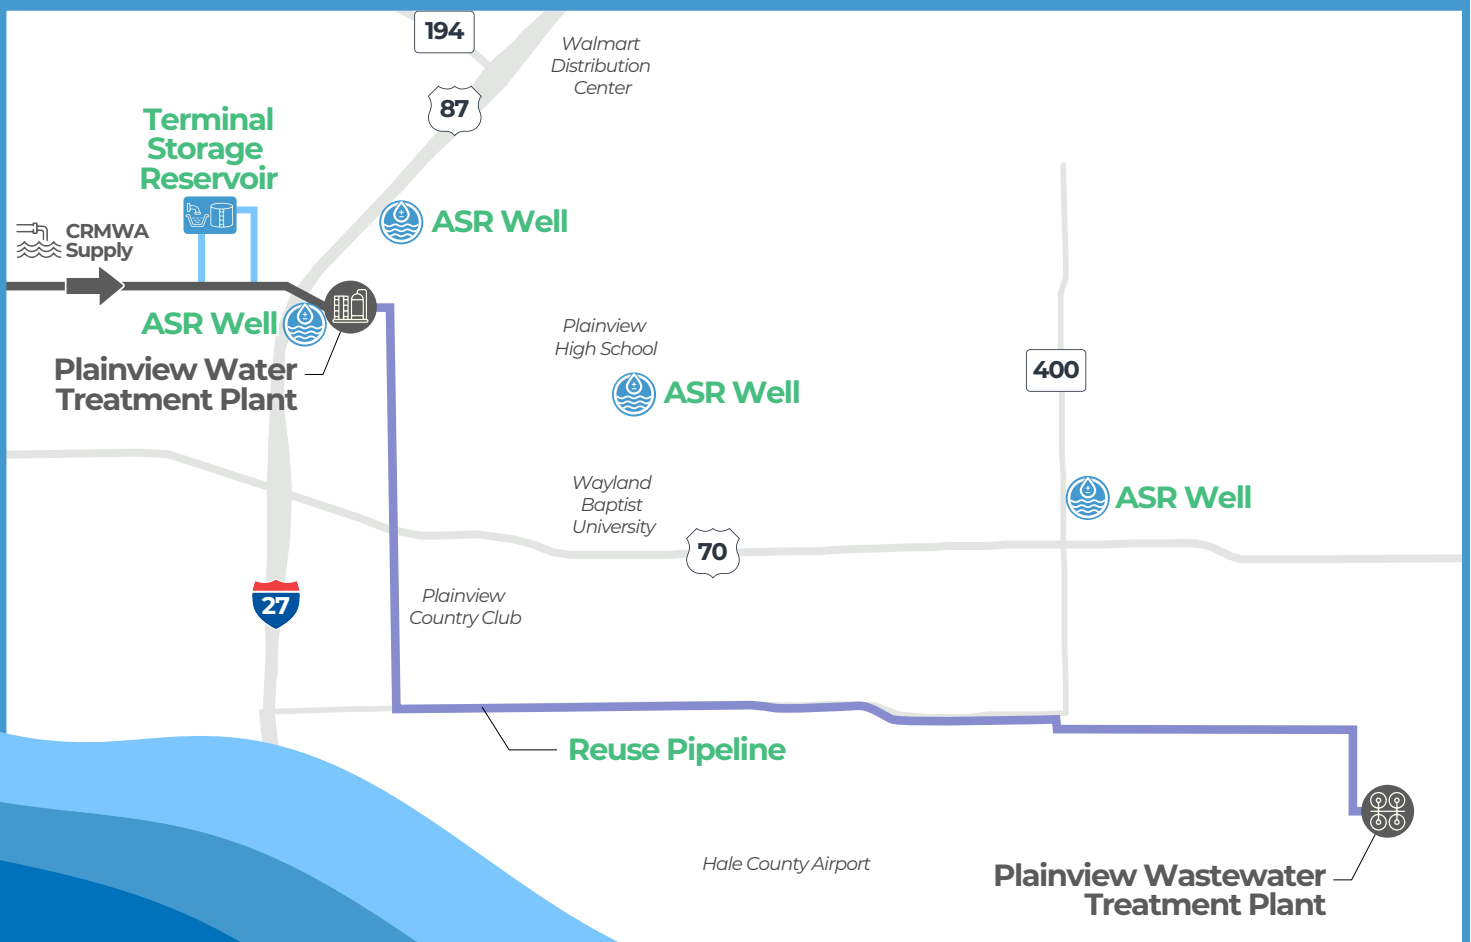 194
Walmart
Distribution
Center
87
Terminal
Storage
Reservoir
ASR Well
CRMWA
Supply
ASR Well
Plainview Water
Treatment Plant
Plainview
High School
ASR Well
400
Wayland
Baptist
University
ASR Well
70
27
Plainview
Country Club
Reuse Pipeline
Hale County Airport
Plainview Wastewater
Treatment Plant